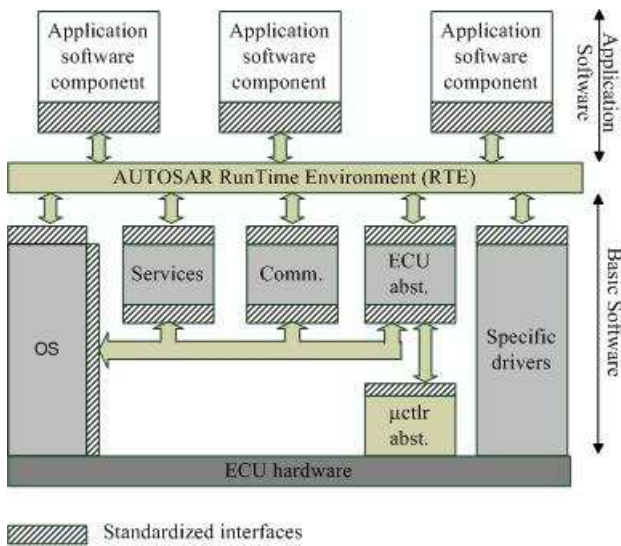 Application
software
component
Application
software
component
Application
software
component
Application
Software
AUTOSAR RunTime Environment (RTE)
OS
Services
Comm.
ECU
abst.
Specific
drivers
Basic Software
μctlr
abst.
ECU hardware
Standardized interfaces